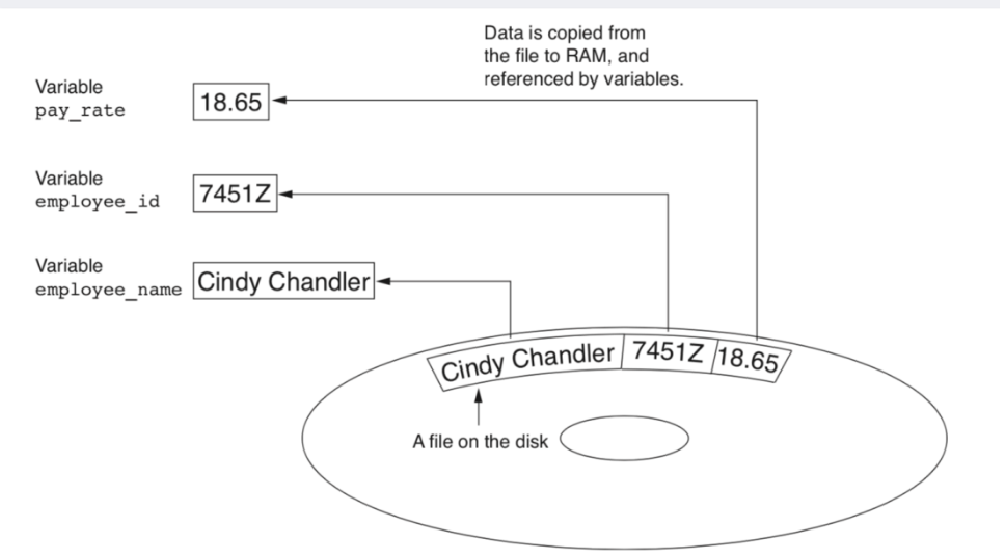 Data is copied from
the file to RAM, and
referenced by variables.
Variable
pay_rate
18.65
Variable
employee_id
7451Z
Variable
employee_name
Cindy Chandler
Cindy Chandler
7451Z
18.65
A file on the disk